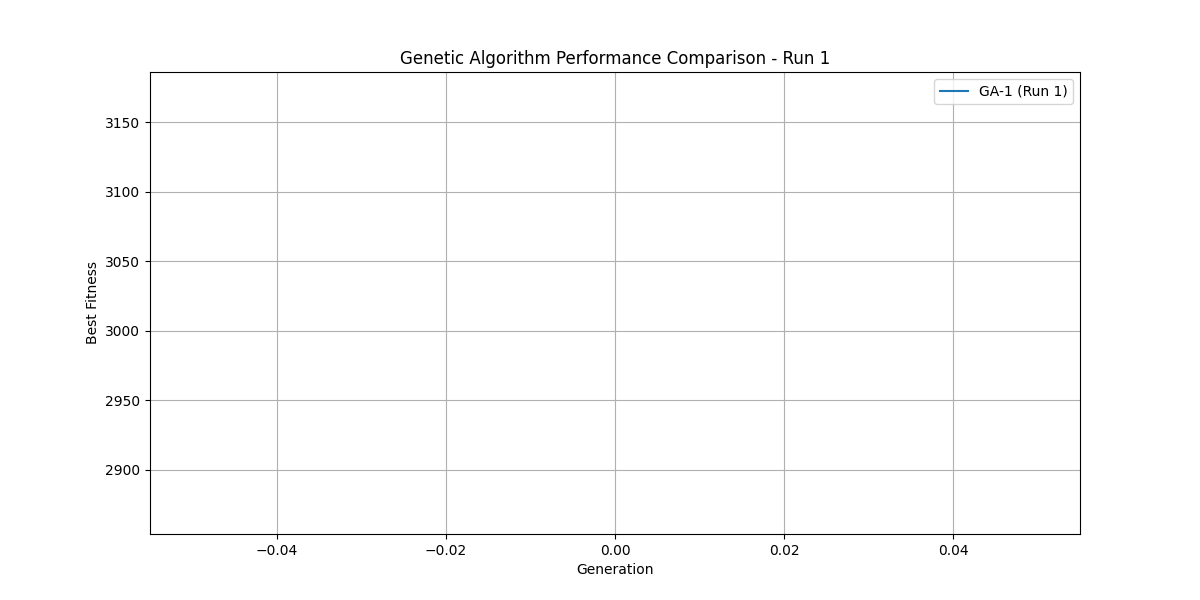 Genetic Algorithm Performance Comparison - Run 1
GA-1 (Run 1)
3150
3100
3050
3000
2950
2900
Best Fitness
−0.04
−0.02
0.00
0.02
0.04
Generation